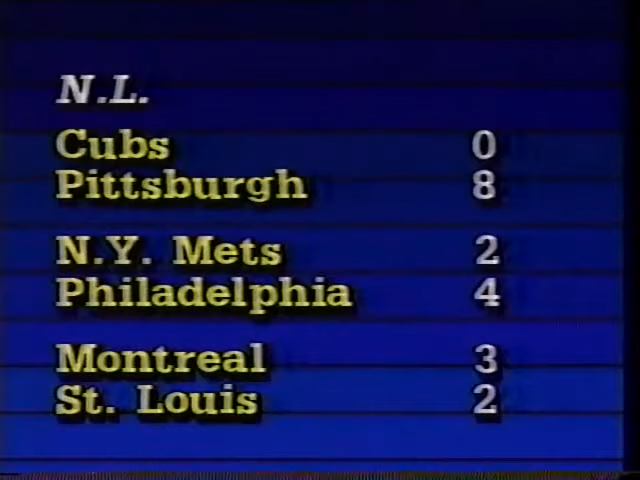 N.L.
Cubs 0
Pittsburgh 8
N.Y. Mets 2
Philadelphia 4
Montreal 3
St. Louis 2